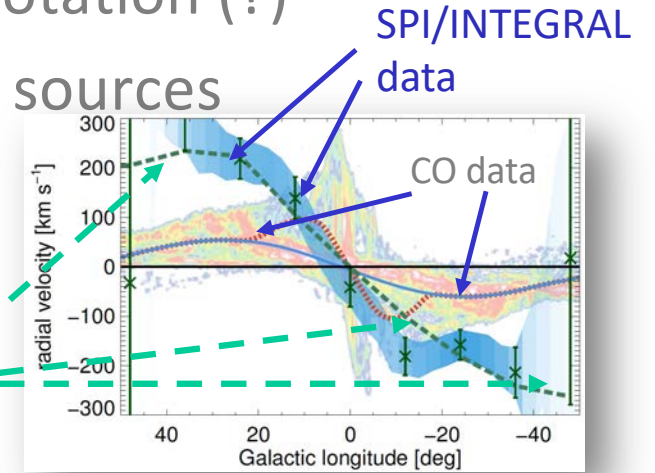 otation (?)
sources
SPI/INTEGRAL
data
CO data
radial velocity [km s⁻¹]
300
200
100
0
−100
−200
−300
40 20 0 −20 −40
Galactic longitude [deg]